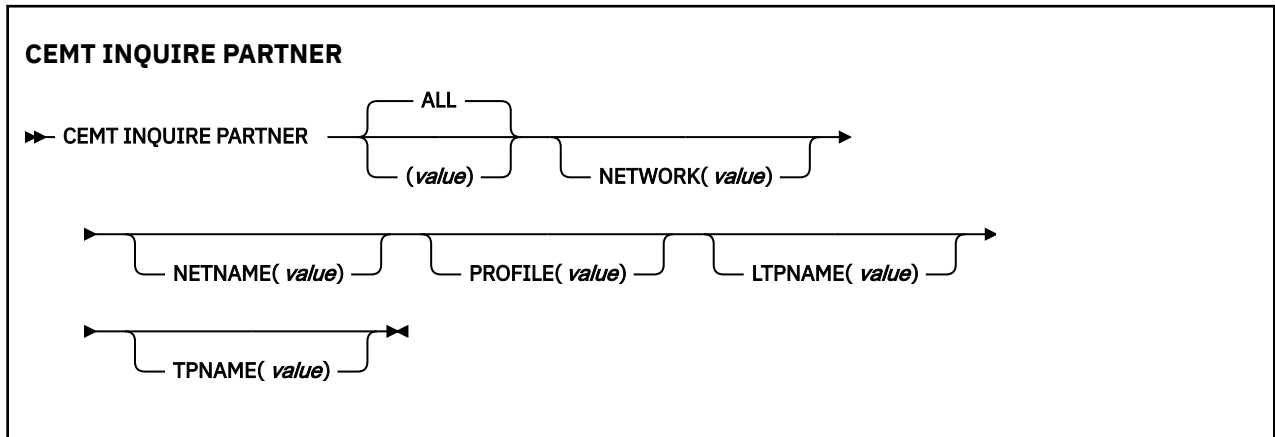 CEMT INQUIRE PARTNER
ALL
CEMT INQUIRE PARTNER
(value) NETWORK( value)
NETNAME( value) PROFILE( value) LTPNAME( value)
TPNAME( value)